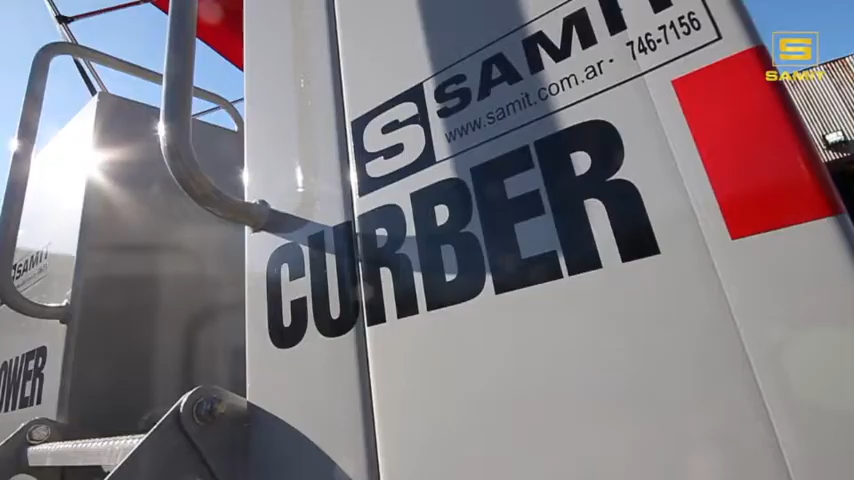 S SAMIT
S SAMIT
www.samit.com.ar - 746-7156
CURBER
SAMIT
OWER